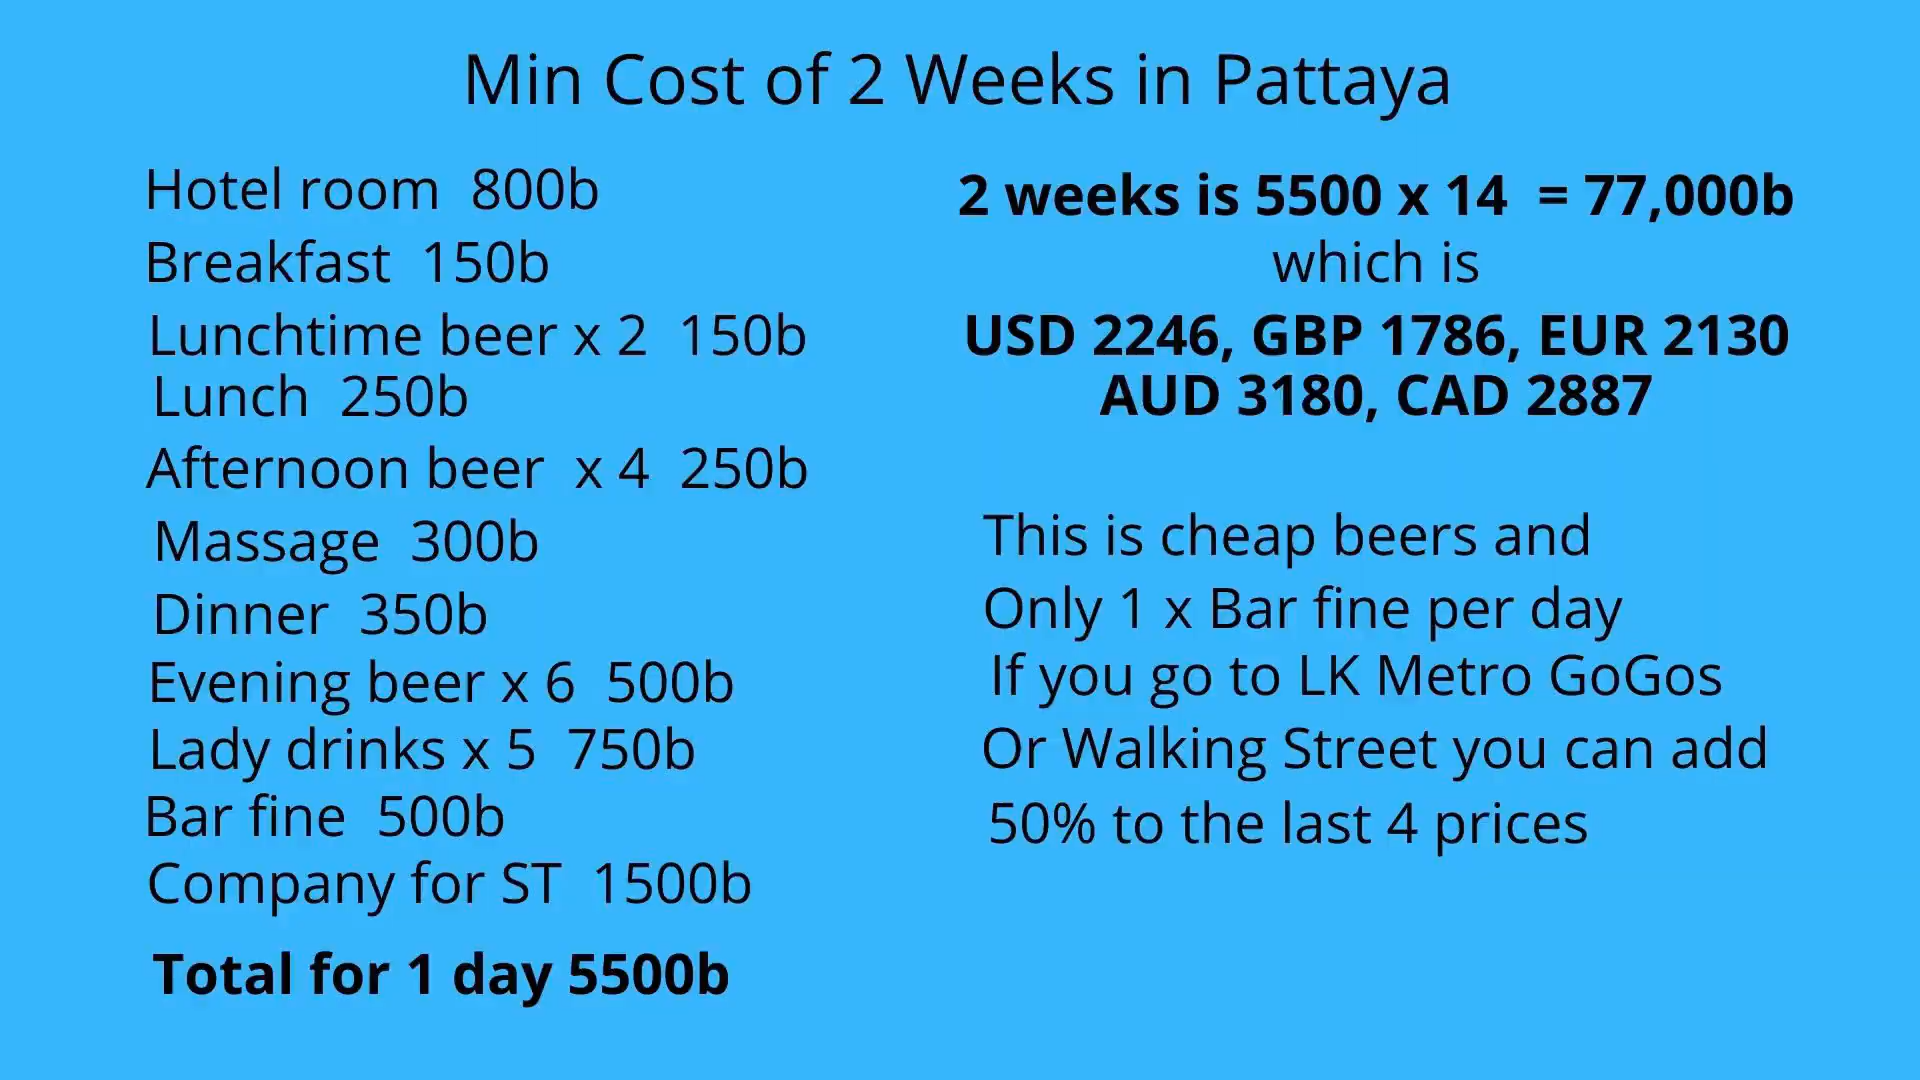 Min Cost of 2 Weeks in Pattaya
Hotel room 800b
Breakfast 150b
Lunchtime beer x 2 150b
Lunch 250b
Afternoon beer x 4 250b
Massage 300b
Dinner 350b
Evening beer x 6 500b
Lady drinks x 5 750b
Bar fine 500b
Company for ST 1500b
Total for 1 day 5500b
2 weeks is 5500 x 14 = 77,000b
which is
USD 2246, GBP 1786, EUR 2130
AUD 3180, CAD 2887
This is cheap beers and
Only 1 x Bar fine per day
If you go to LK Metro GoGos
Or Walking Street you can add
50% to the last 4 prices